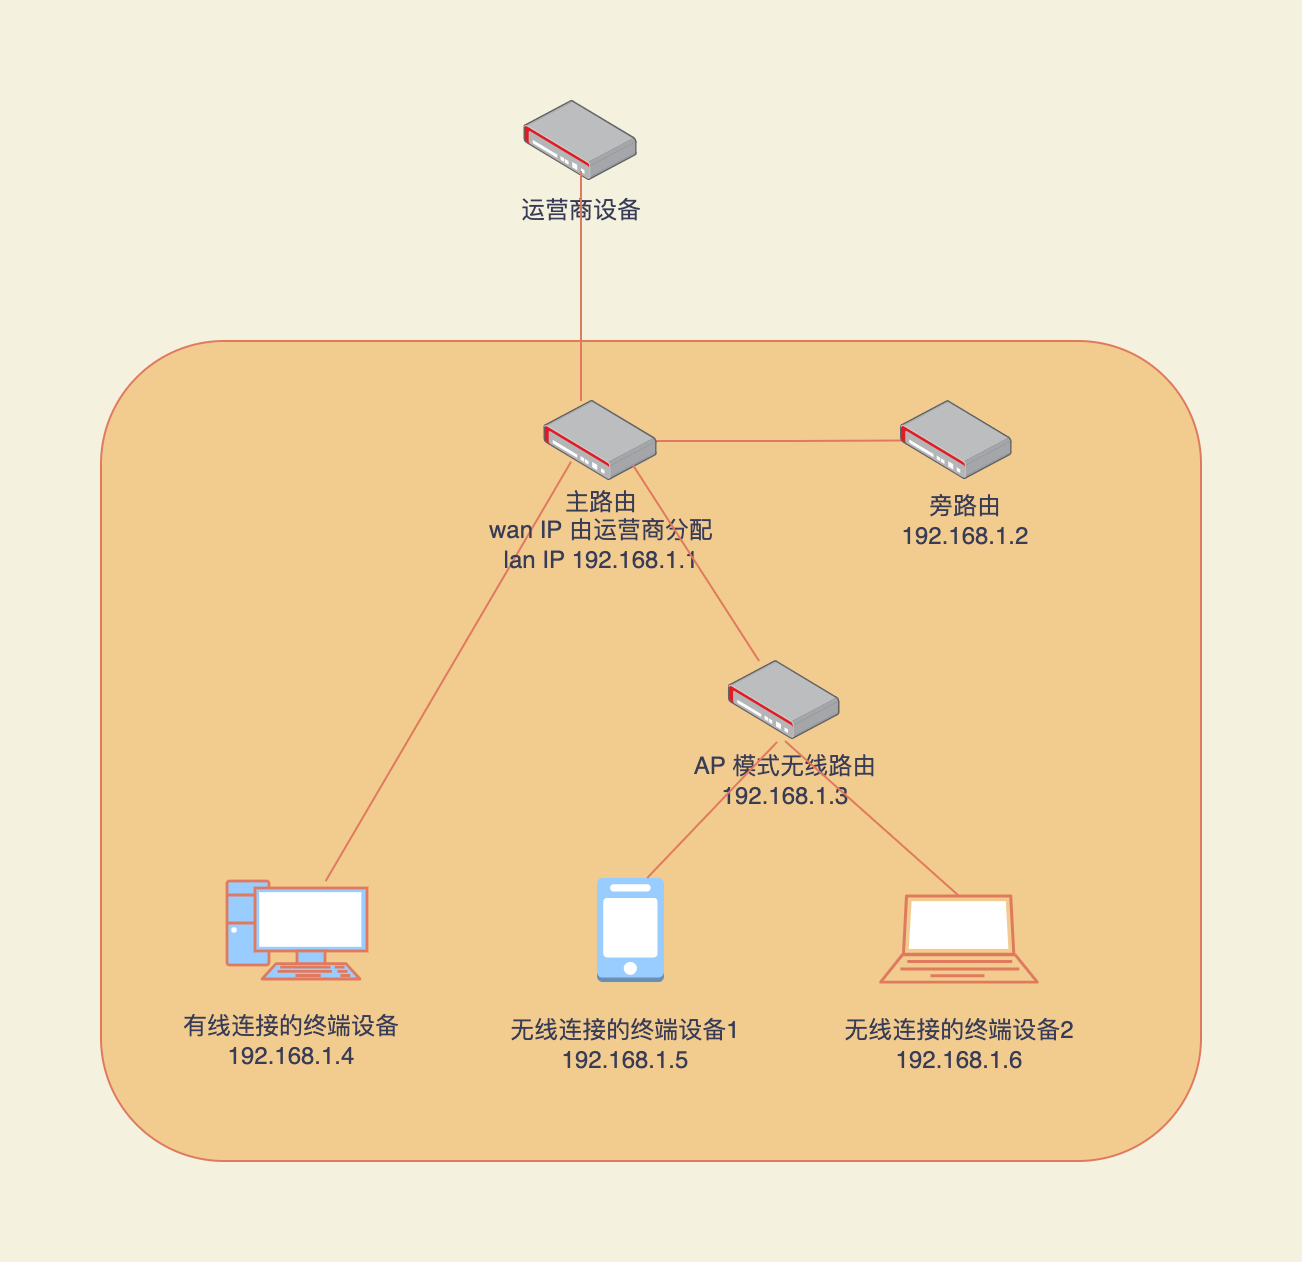 运营商设备
主路由
wan IP 由运营商分配
lan IP 192.168.1.1
旁路由
192.168.1.2
AP 模式无线路由
192.168.1.3
有线连接的终端设备
192.168.1.4
无线连接的终端设备1
192.168.1.5
无线连接的终端设备2
192.168.1.6